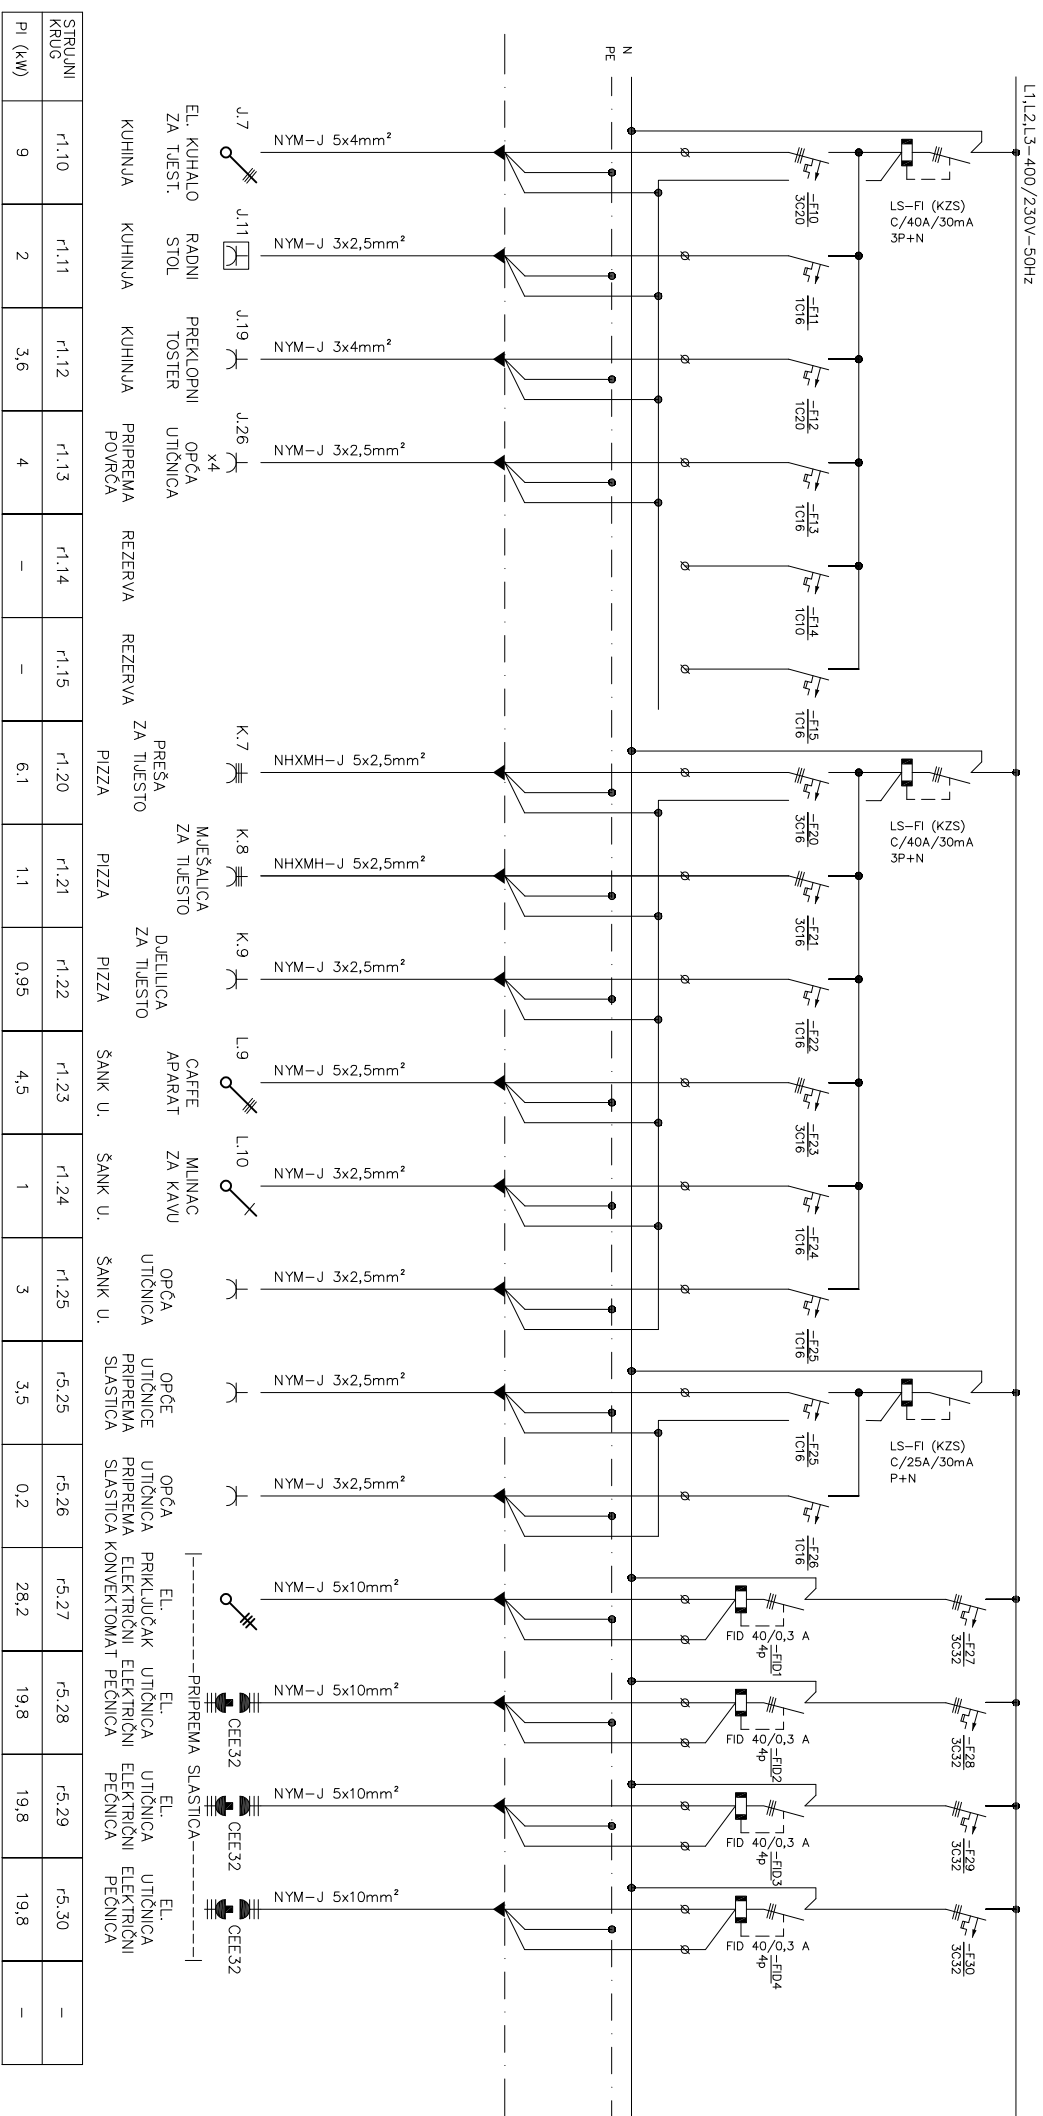 L1,L2,L3-400/230V-50Hz
N
PE
LS-FI (KZS)
C/40A/30mA
3P+N
LS-FI (KZS)
C/40A/30mA
3P+N
LS-FI (KZS)
C/25A/30mA
P+N
-F10
3C20
-F11
1C16
-F12
1C20
-F13
1C16
-F14
1C10
-F15
1C16
-F20
3C16
-F21
3C16
-F22
1C16
-F23
3C16
-F24
1C16
-F25
1C16
-F25
1C16
-F26
1C16
-F27
3C32
-F28
3C32
-F29
3C32
-F30
3C32
FID 40/0,3 A
4p
-FID1
FID 40/0,3 A
4p
-FID2
FID 40/0,3 A
4p
-FID3
FID 40/0,3 A
4p
-FID4
NYM-J 5x4mm²
NYM-J 3x2,5mm²
NYM-J 3x4mm²
NYM-J 3x2,5mm²
NHXMH-J 5x2,5mm²
NHXMH-J 5x2,5mm²
NYM-J 3x2,5mm²
NYM-J 5x2,5mm²
NYM-J 3x2,5mm²
NYM-J 3x2,5mm²
NYM-J 3x2,5mm²
NYM-J 3x2,5mm²
NYM-J 5x10mm²
NYM-J 5x10mm²
NYM-J 5x10mm²
NYM-J 5x10mm²
J.7
J.11
J.19
J.26
x4
K.7
K.8
K.9
L.9
L.10
CEE32
CEE32
CEE32
EL. KUHALO
ZA TJEST.
KUHINJA
RADNI
STOL
KUHINJA
PREKLOPNI
TOSTER
KUHINJA
OPĆA
UTIČNICA
PRIPREMA
POVRĆA
REZERVA
REZERVA
PREŠA
ZA TIJESTO
PIZZA
MJEŠALICA
ZA TIJESTO
PIZZA
DJELILICA
ZA TIJESTO
PIZZA
CAFFE
APARAT
ŠANK U.
MLINAC
ZA KAVU
ŠANK U.
OPĆA
UTIČNICA
ŠANK U.
OPĆE
UTIČNICE
PRIPREMA
SLASTICA
OPĆA
UTIČNICA
PRIPREMA
SLASTICA
PRIPREMA SLASTICA
EL.
PRIKLJUČAK
ELEKTRIČNI
KONVEKTOMAT
EL.
UTIČNICA
ELEKTRIČNI
PEĆNICA
EL.
UTIČNICA
ELEKTRIČNI
PEĆNICA
EL.
UTIČNICA
ELEKTRIČNI
PEĆNICA
STRUJNI
KRUG
r1.10 r1.11 r1.12 r1.13 r1.14 r1.15 r1.20 r1.21 r1.22 r1.23 r1.24 r1.25 r5.25 r5.26 r5.27 r5.28 r5.29 r5.30 -
PI (kW) 9 2 3,6 4 - - 6.1 1.1 0,95 4,5 1 3 3,5 0,2 28,2 19,8 19,8 19,8 -